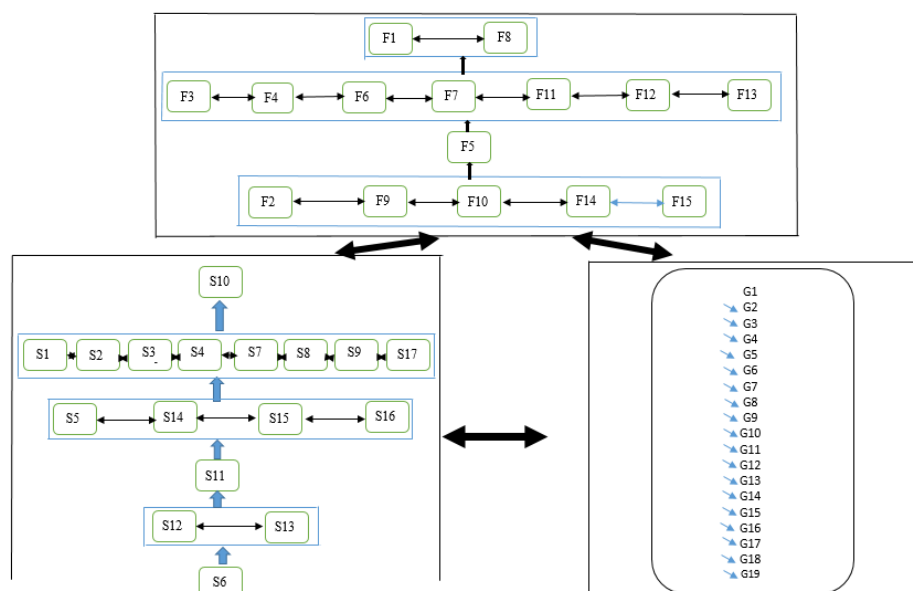 F1 F8
F3 F4 F6 F7 F11 F12 F13
F5
F2 F9 F10 F14 F15
S10
S1 S2 S3 S4 S7 S8 S9 S17
S5 S14 S15 S16
S11
S12 S13
S6
G1
G2
G3
G4
G5
G6
G7
G8
G9
G10
G11
G12
G13
G14
G15
G16
G17
G18
G19